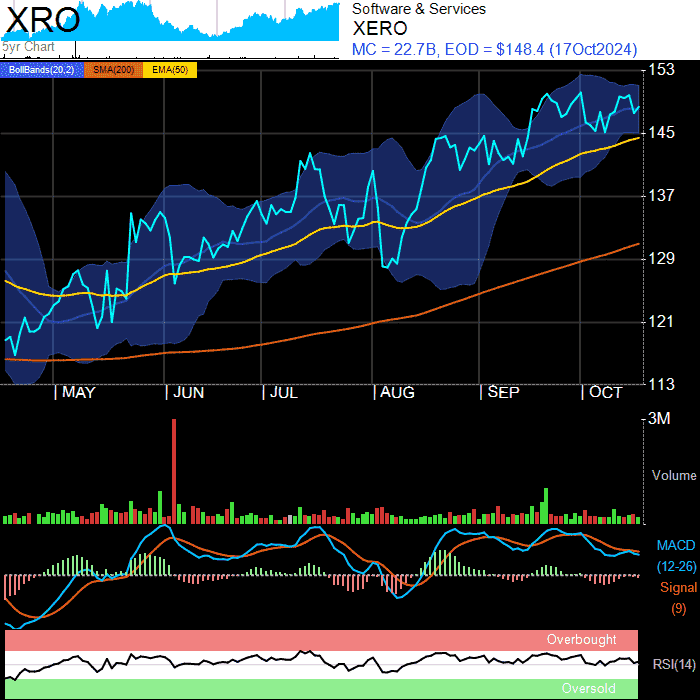 XRO
5yr Chart
Software & Services
XERO
MC = 22.7B, EOD = $148.4 (17Oct2024)
BollBands(20,2) SMA(200) EMA(50)
153
145
137
129
121
113
MAY JUN JUL AUG SEP OCT
3M
Volume
MACD
(12-26)
Signal
(9)
Overbought
RSI(14)
Oversold